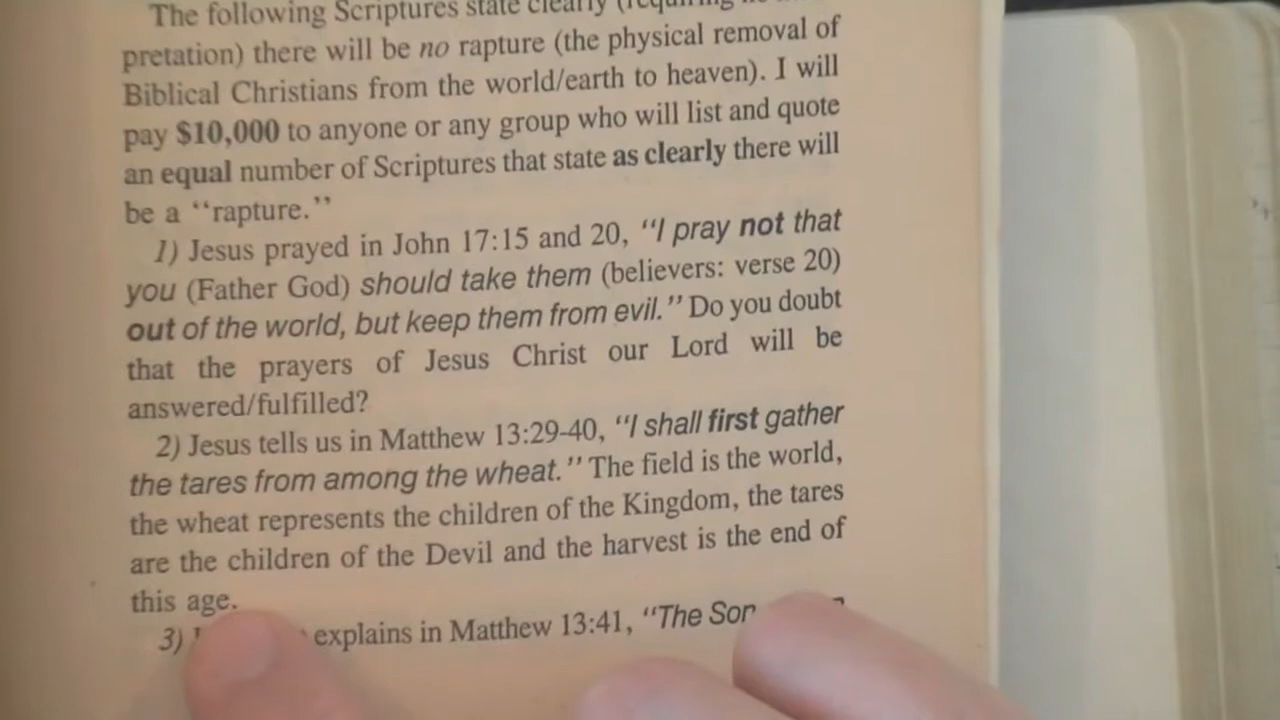 The following Scriptures state clearly
pretation) there will be no rapture (the physical removal of
Biblical Christians from the world/earth to heaven). I will
pay $10,000 to anyone or any group who will list and quote
an equal number of Scriptures that state as clearly there will
be a “rapture.”
1) Jesus prayed in John 17:15 and 20, “I pray not that
you (Father God) should take them (believers: verse 20)
out of the world, but keep them from evil.” Do you doubt
that the prayers of Jesus Christ our Lord will be
answered/fulfilled?
2) Jesus tells us in Matthew 13:29-40, “I shall first gather
the tares from among the wheat.” The field is the world,
the wheat represents the children of the Kingdom, the tares
are the children of the Devil and the harvest is the end of
this age.
3) explains in Matthew 13:41, “The Son